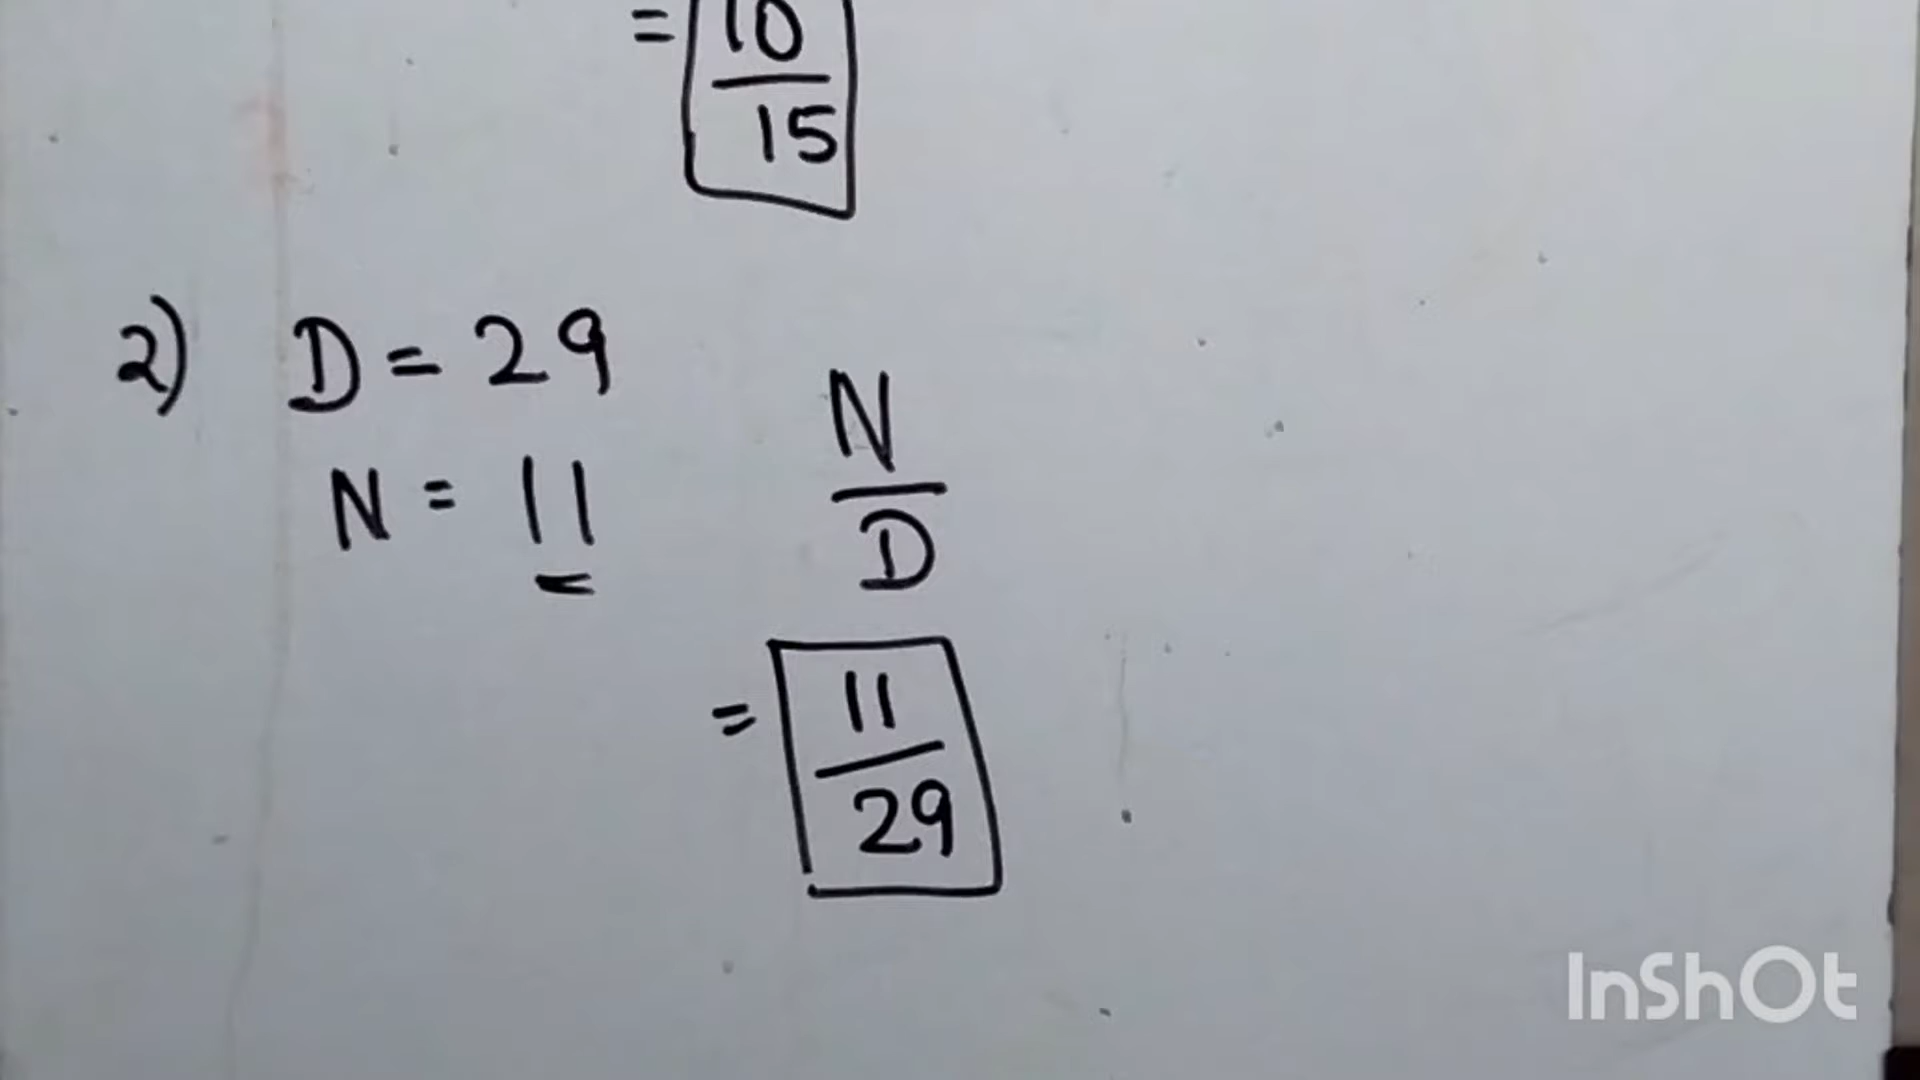 = 10
15
2) D = 29
N = 11
N
D
= 11
29
InShOt